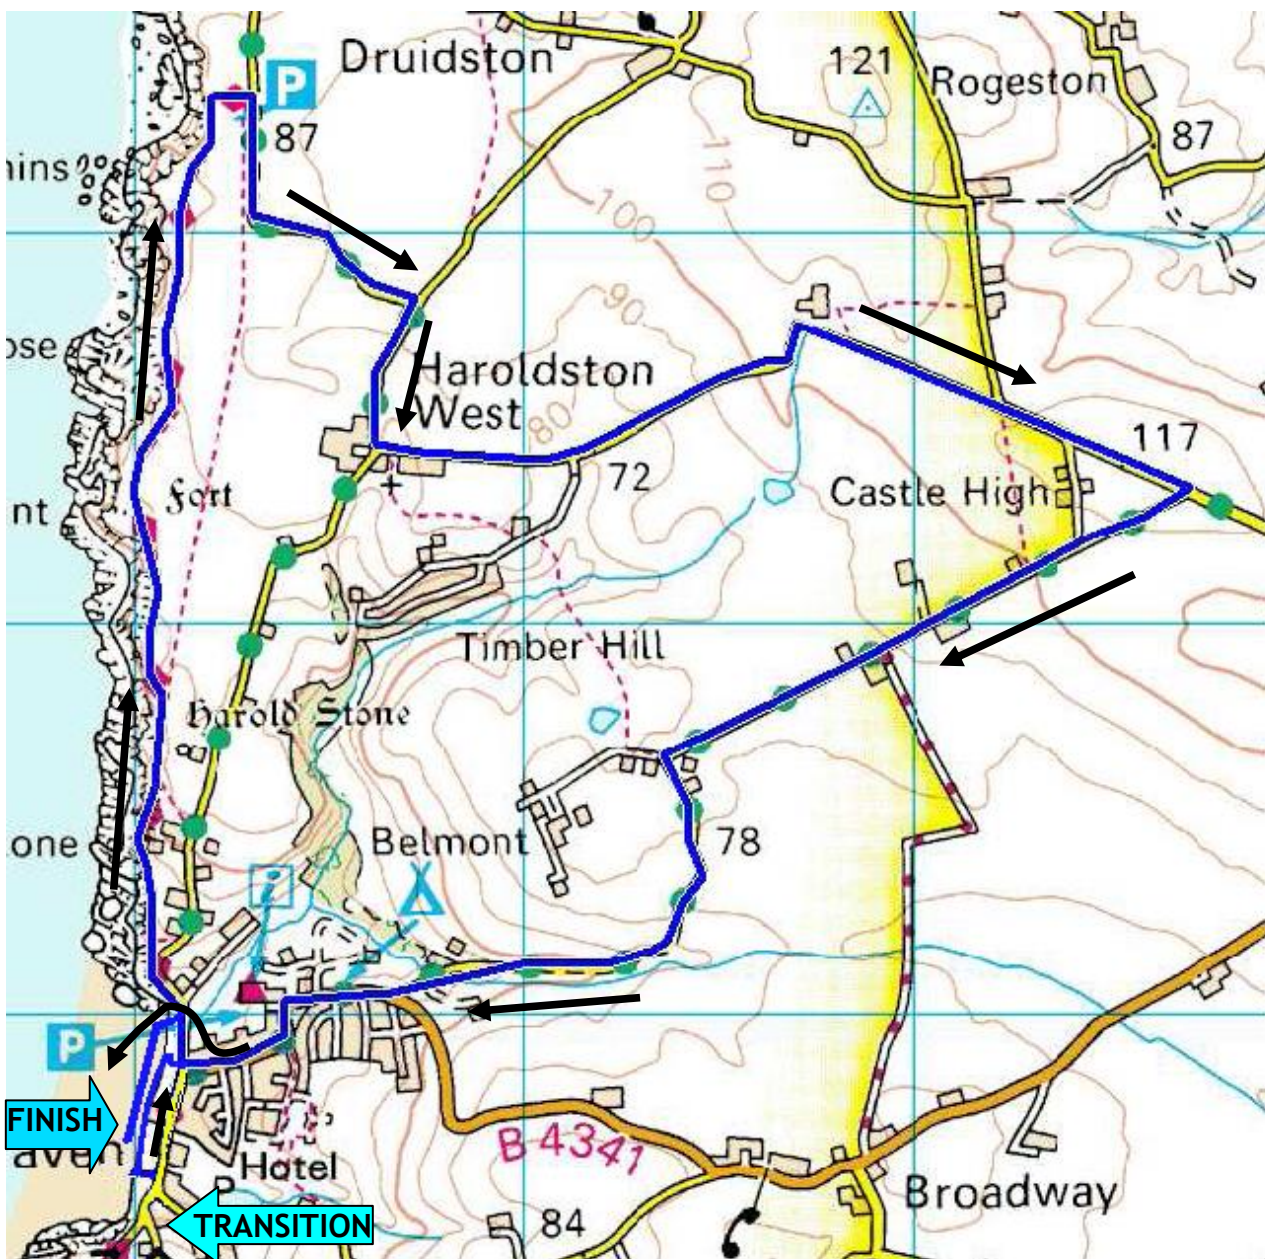 Druidston
P
121
Rogeston
87
87
110
100
90
Haroldston
West
80
72
117
Castle High
Fort
Timber Hill
Harold Stone
Belmont
78
i
P
FINISH
B 4341
Hotel
P
Broadway
TRANSITION
84